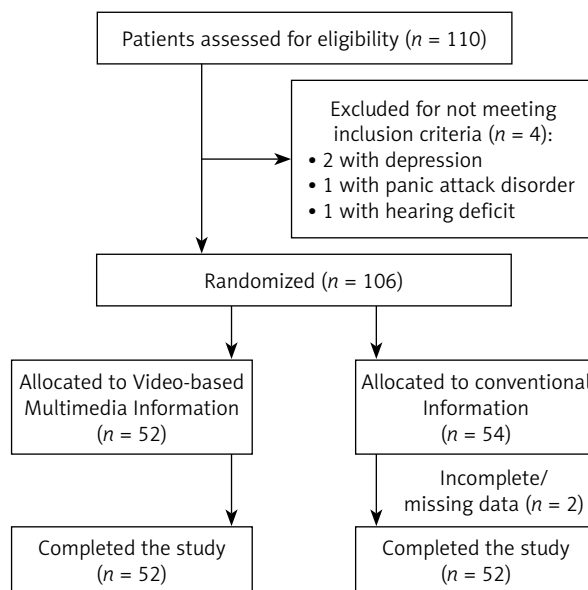 Patients assessed for eligibility (n = 110)
Excluded for not meeting
inclusion criteria (n = 4):
• 2 with depression
• 1 with panic attack disorder
• 1 with hearing deficit
Randomized (n = 106)
Allocated to Video-based
Multimedia Information
(n = 52)
Allocated to conventional
Information
(n = 54)
Incomplete/
missing data (n = 2)
Completed the study
(n = 52)
Completed the study
(n = 52)